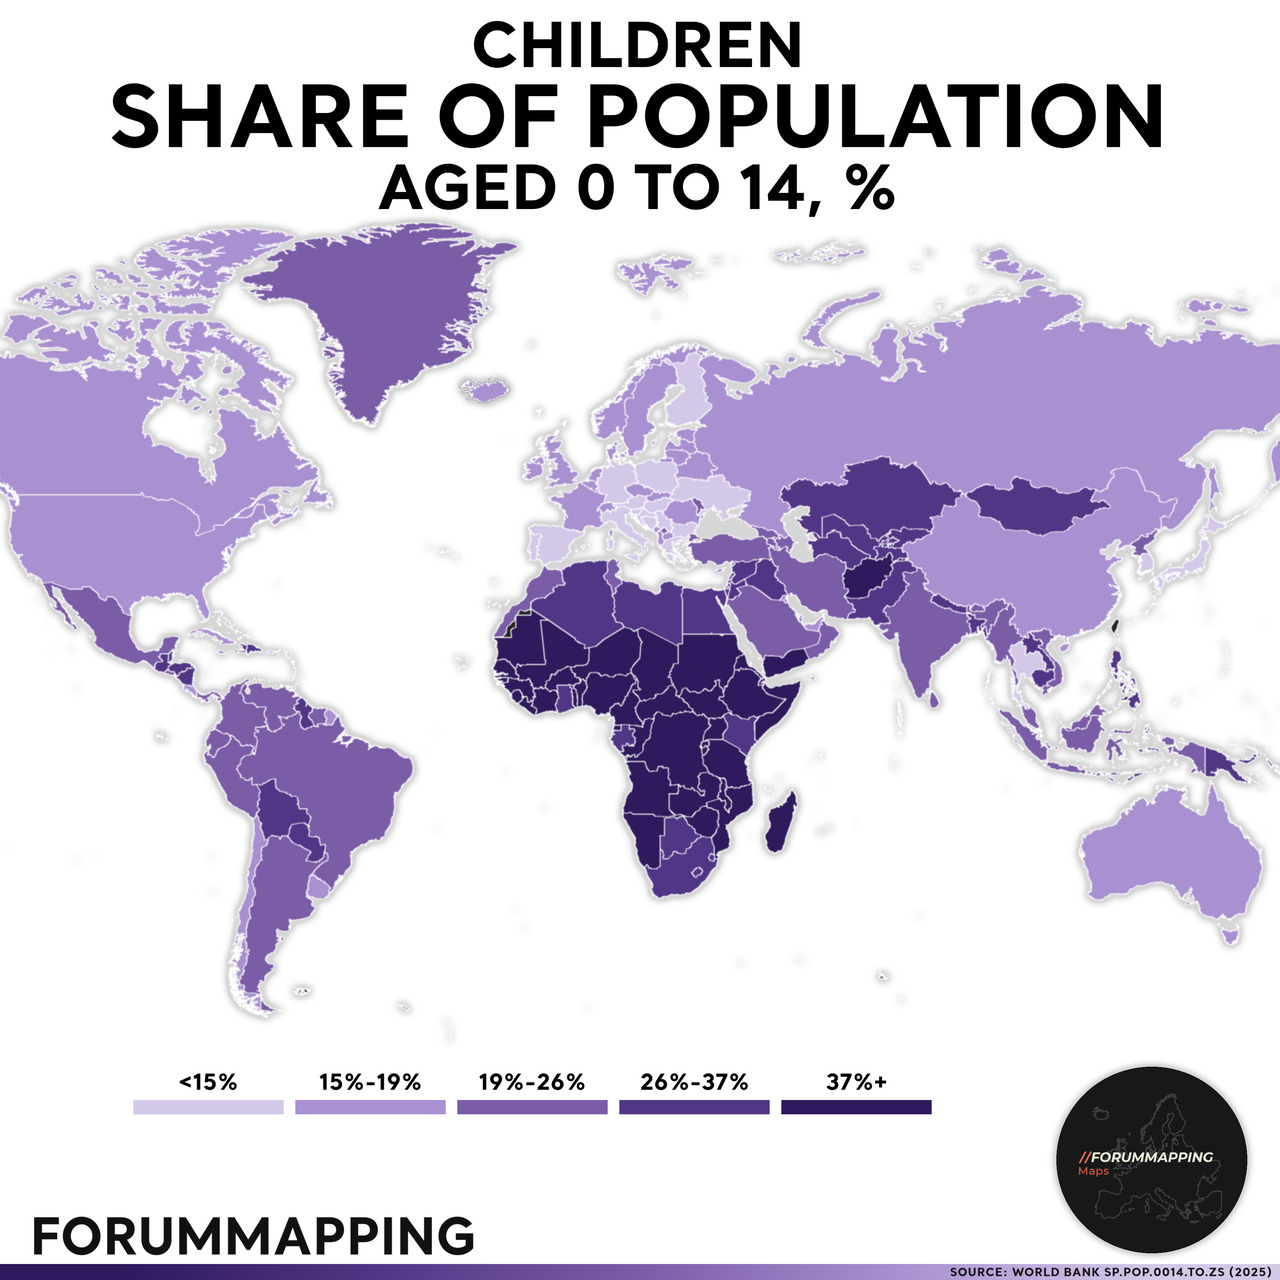 CHILDREN
SHARE OF POPULATION
AGED 0 TO 14, %
<15% 15%-19% 19%-26% 26%-37% 37%+
//FORUMMAPPING
Maps
FORUMMAPPING
SOURCE: WORLD BANK SP.POP.0014.TO.ZS (2025)